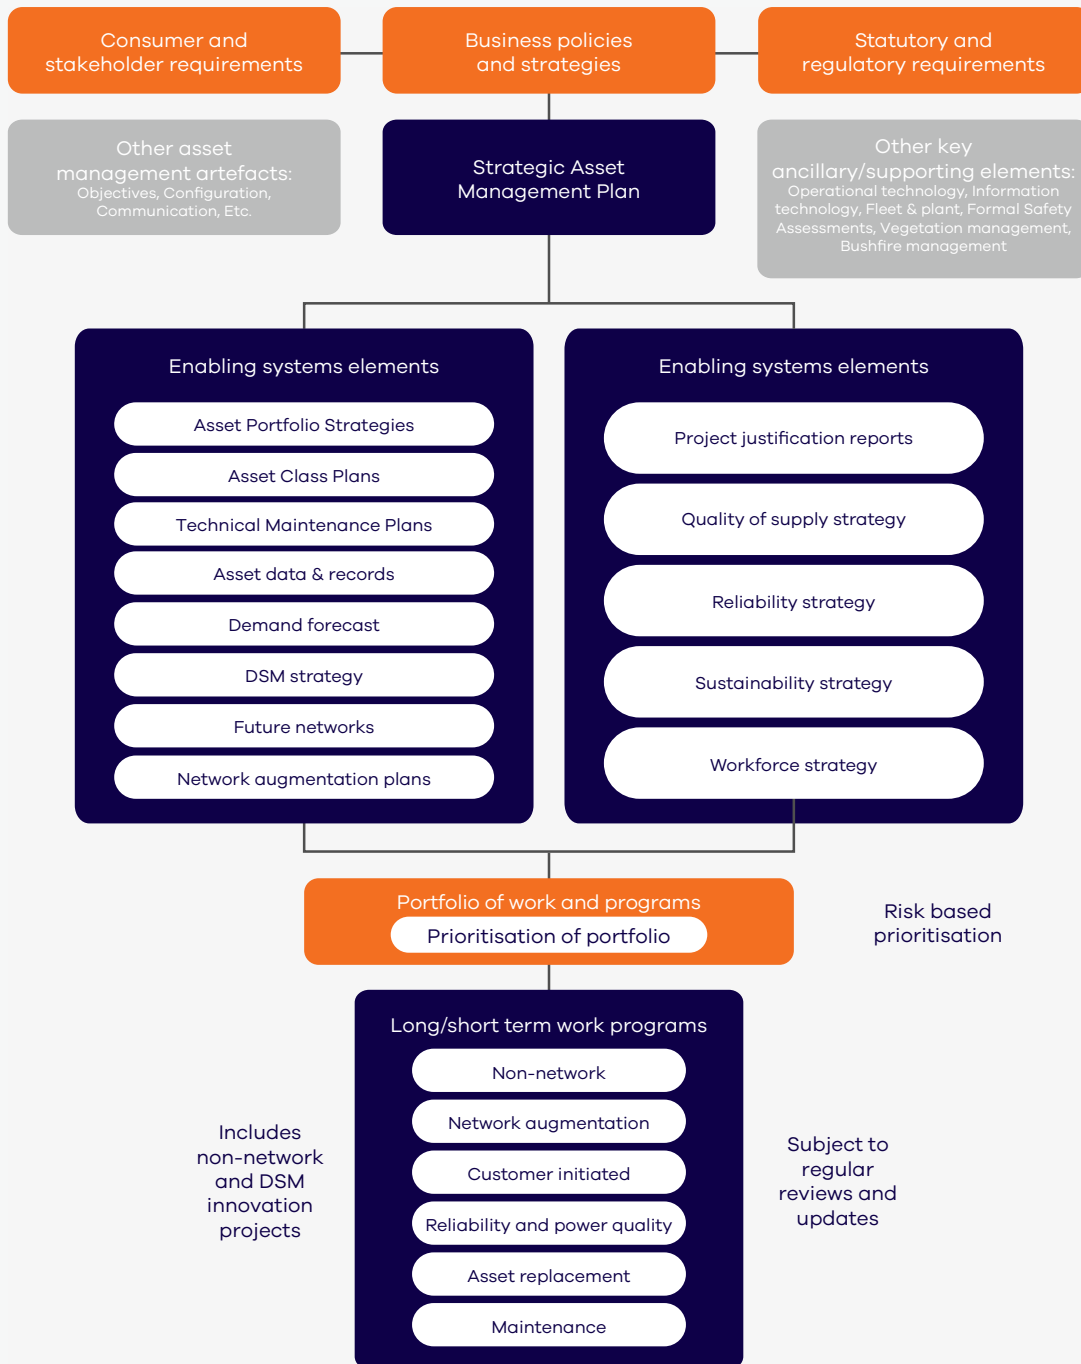 Consumer and
stakeholder requirements
Business policies
and strategies
Statutory and
regulatory requirements
Other asset
management artefacts:
Objectives, Configuration,
Communication, Etc.
Strategic Asset
Management Plan
Other key
ancillary/supporting elements:
Operational technology, Information
technology, Fleet & plant, Formal Safety
Assessments, Vegetation management,
Bushfire management
Enabling systems elements
Asset Portfolio Strategies
Asset Class Plans
Technical Maintenance Plans
Asset data & records
Demand forecast
DSM strategy
Future networks
Network augmentation plans
Enabling systems elements
Project justification reports
Quality of supply strategy
Reliability strategy
Sustainability strategy
Workforce strategy
Portfolio of work and programs
Prioritisation of portfolio
Risk based
prioritisation
Long/short term work programs
Non-network
Network augmentation
Customer initiated
Reliability and power quality
Asset replacement
Maintenance
Includes
non-network
and DSM
innovation
projects
Subject to
regular
reviews and
updates